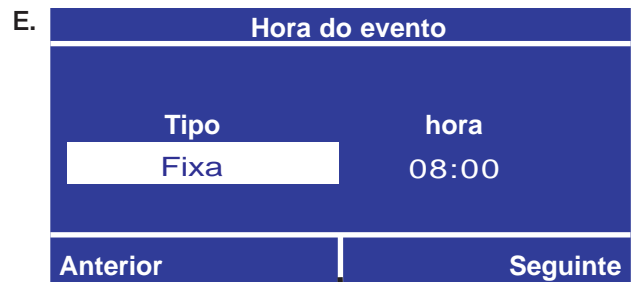 E.
Hora do evento
Tipo hora
Fixa 08:00
Anterior Seguinte